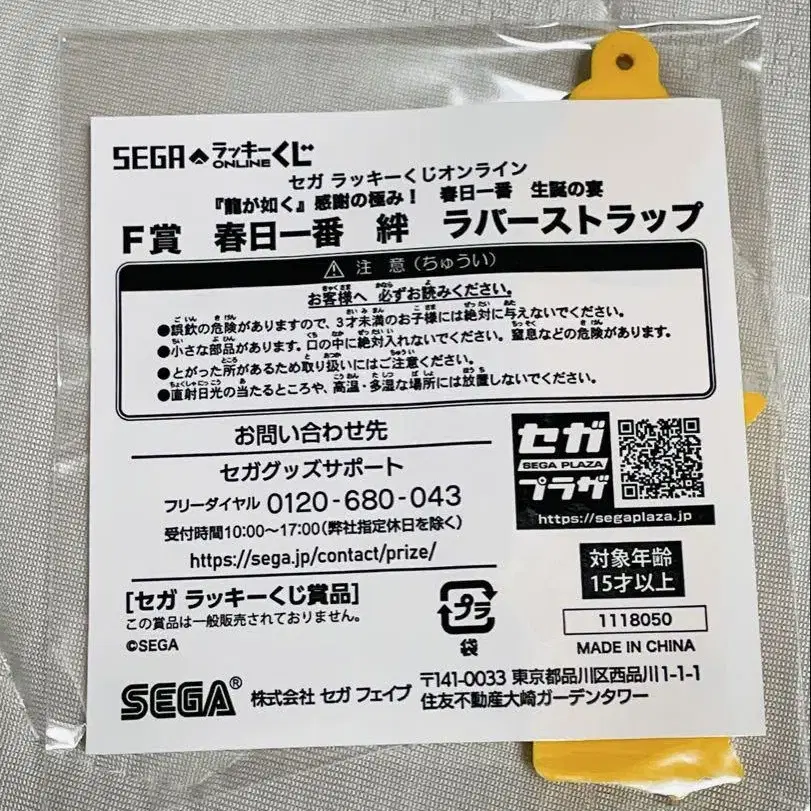 SEGA ラッキーくじ ONLINE
セガ ラッキーくじオンライン
『龍が如く』感謝の極み! 春日一番 生誕の宴
F賞 春日一番 絆 ラバーストラップ
⚠ 注 意(ちゅうい)
お客様へ 必ずお読みください。
●誤飲の危険がありますので、3才未満のお子様には絶対に与えないでください。
●小さな部品があります。口の中に絶対入れないでください。窒息などの危険があります。
●とがった所があるため取り扱いにはご注意ください。
●直射日光の当たるところや、高温・多湿な場所には放置しないでください。
お問い合わせ先
セガグッズサポート
フリーダイヤル 0120-680-043
受付時間10:00～17:00(弊社指定休日を除く)
https://sega.jp/contact/prize/
セガ
SEGA PLAZA
プラザ
https://segaplaza.jp
[セガ ラッキーくじ賞品]
この賞品は一般販売されておりません。
©SEGA
プラ
袋
対象年齢
15才以上
1118050
MADE IN CHINA
SEGA® 株式会社 セガ フェイブ
〒141-0033 東京都品川区西品川1-1-1
住友不動産大崎ガーデンタワー